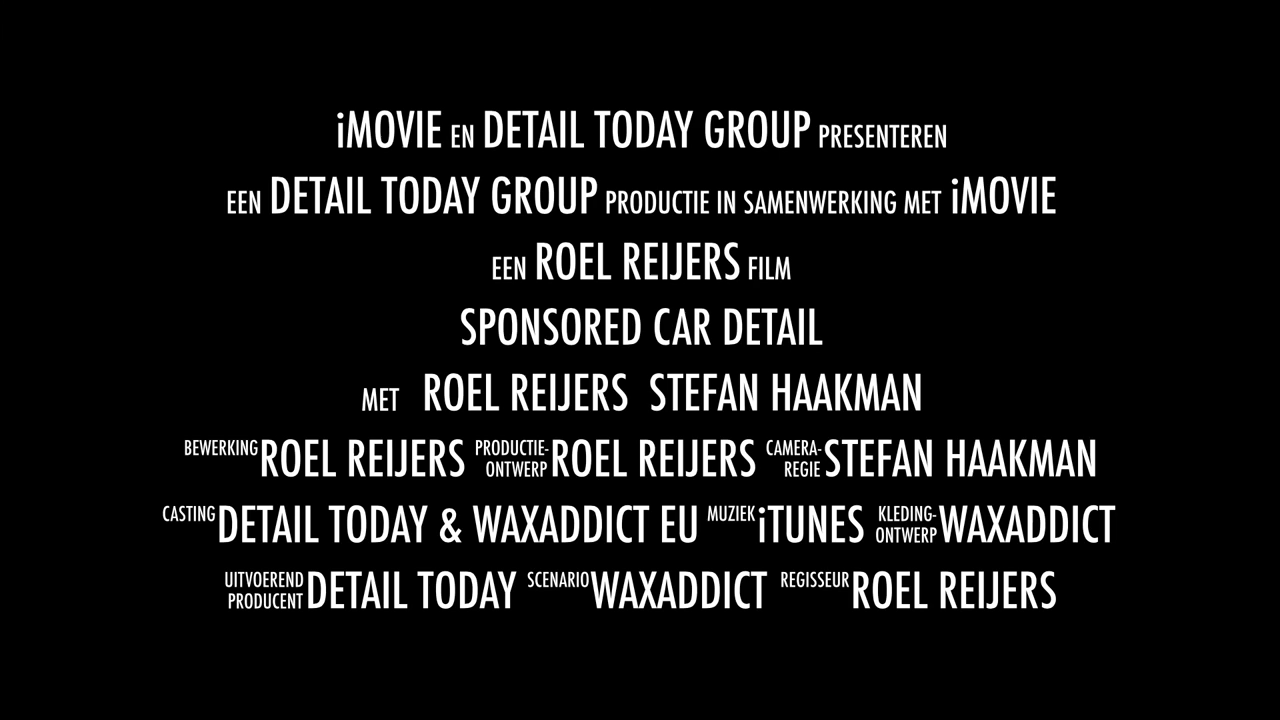 iMOVIE EN DETAIL TODAY GROUP PRESENTEREN
EEN DETAIL TODAY GROUP PRODUCTIE IN SAMENWERKING MET iMOVIE
EEN ROEL REIJERS FILM
SPONSORED CAR DETAIL
MET ROEL REIJERS STEFAN HAAKMAN
BEWERKING ROEL REIJERS PRODUCTIE-ONTWERP ROEL REIJERS CAMERA-REGIE STEFAN HAAKMAN
CASTING DETAIL TODAY & WAXADDICT EU MUZIEK iTUNES KLEDING-ONTWERP WAXADDICT
UITVOEREND PRODUCENT DETAIL TODAY SCENARIO WAXADDICT REGISSEUR ROEL REIJERS